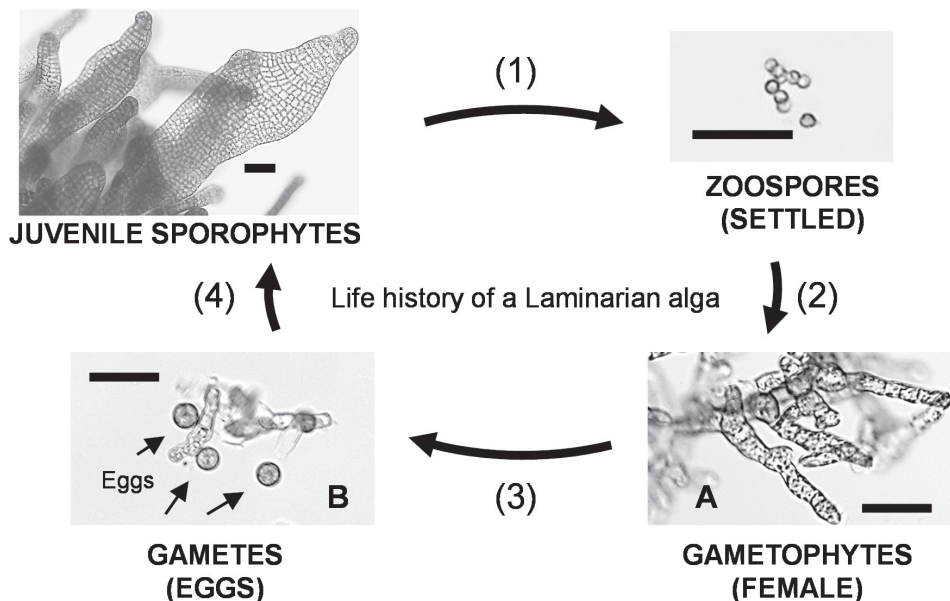 (1)
JUVENILE SPOROPHYTES
ZOOSPORES
(SETTLED)
(4)
Life history of a Laminarian alga
(2)
Eggs
B
A
(3)
GAMETES
(EGGS)
GAMETOPHYTES
(FEMALE)